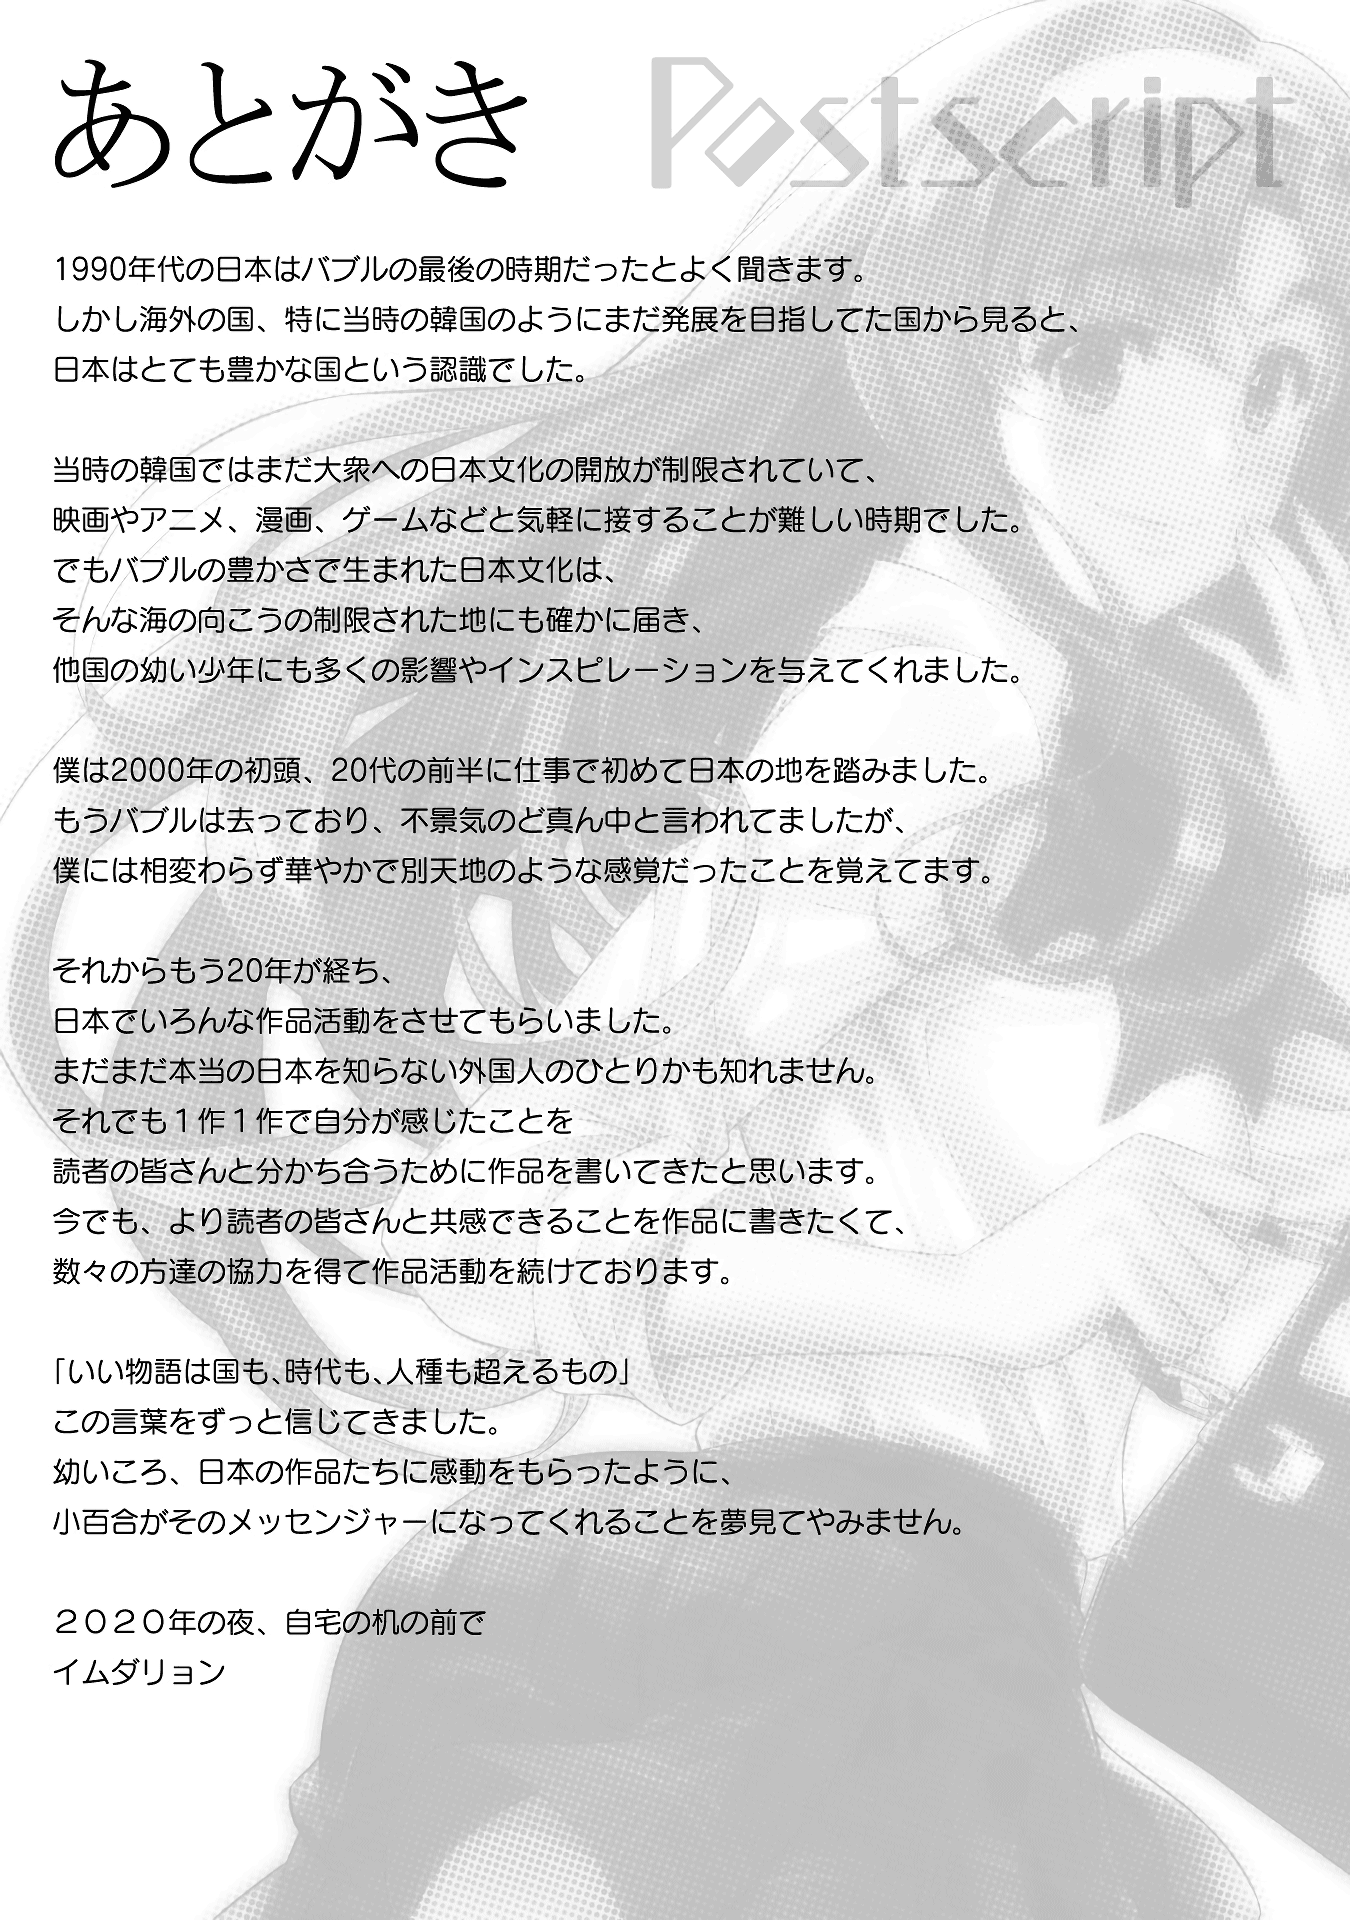 あとがき
Postscript
1990年代の日本はバブルの最後の時期だったとよく聞きます。
しかし海外の国、特に当時の韓国のようにまだ発展を目指してた国から見ると、
日本はとても豊かな国という認識でした。
当時の韓国ではまだ大衆への日本文化の開放が制限されていて、
映画やアニメ、漫画、ゲームなどと気軽に接することが難しい時期でした。
でもバブルの豊かさで生まれた日本文化は、
そんな海の向こうの制限された地にも確かに届き、
他国の幼い少年にも多くの影響やインスピレーションを与えてくれました。
僕は2000年の初頭、20代の前半に仕事で初めて日本の地を踏みました。
もうバブルは去っており、不景気のど真ん中と言われてましたが、
僕には相変わらず華やかで別天地のような感覚だったことを覚えてます。
それからもう20年が経ち、
日本でいろんな作品活動をさせてもらいました。
まだまだ本当の日本を知らない外国人のひとりかも知れません。
それでも１作１作で自分が感じたことを
読者の皆さんと分かち合うために作品を書いてきたと思います。
今でも、より読者の皆さんと共感できることを作品に書きたくて、
数々の方達の協力を得て作品活動を続けております。
「いい物語は国も、時代も、人種も超えるもの」
この言葉をずっと信じてきました。
幼いころ、日本の作品たちに感動をもらったように、
小百合がそのメッセンジャーになってくれることを夢見てやみません。
２０２０年の夜、自宅の机の前で
イムダリョン